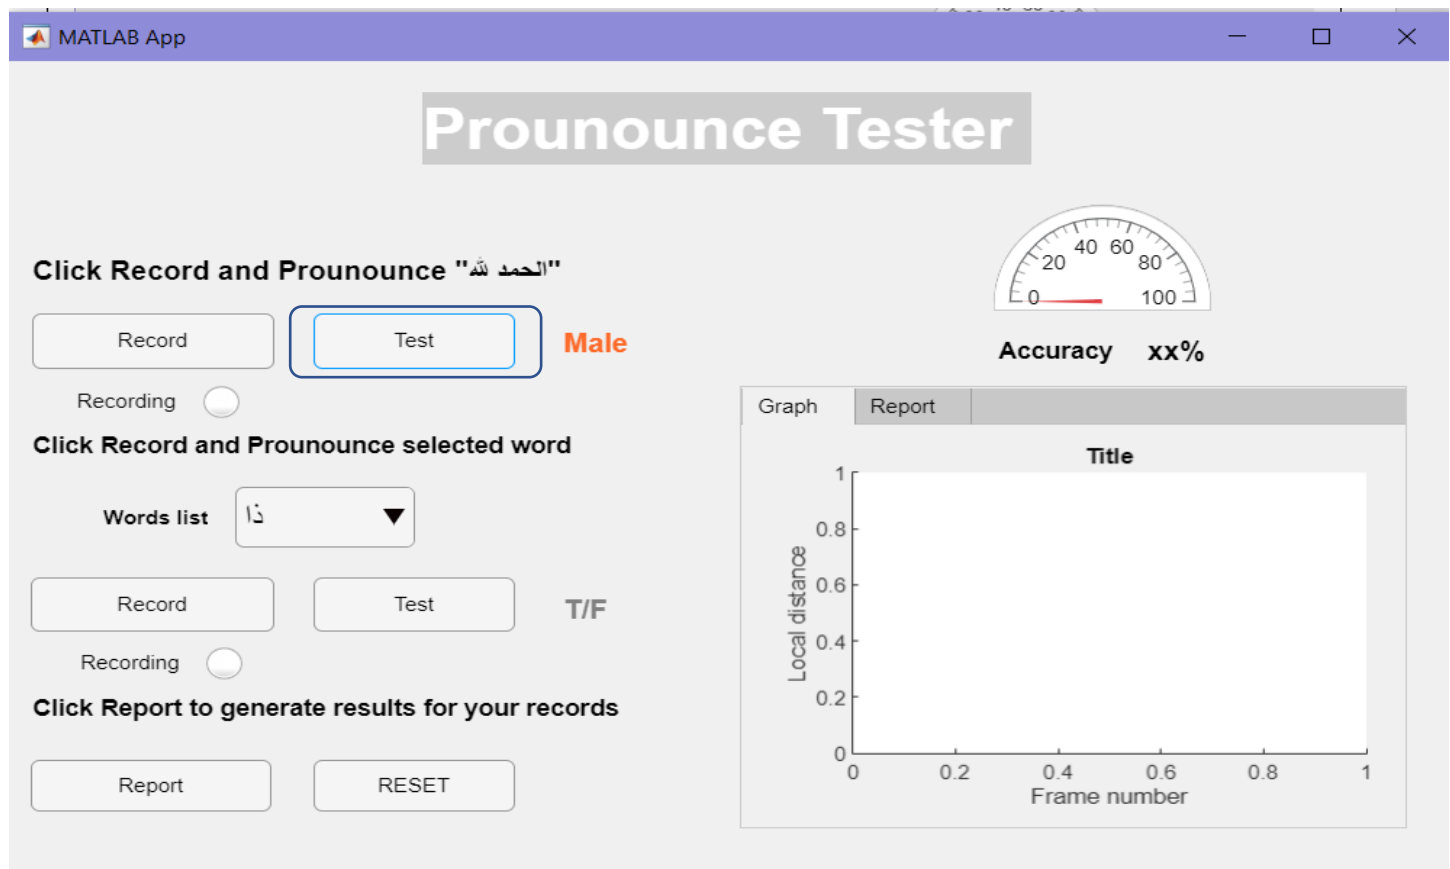 MATLAB App
Prounounce Tester
Click Record and Prounounce "الحمد لله"
Record
Test
Male
Recording
Click Record and Prounounce selected word
Words list
ذا
Record
Test
T/F
Recording
Click Report to generate results for your records
Report
RESET
0
20
40
60
80
100
Accuracy xx%
Graph
Report
Title
1
0.8
0.6
0.4
0.2
0
Local distance
0
0.2
0.4
0.6
0.8
1
Frame number